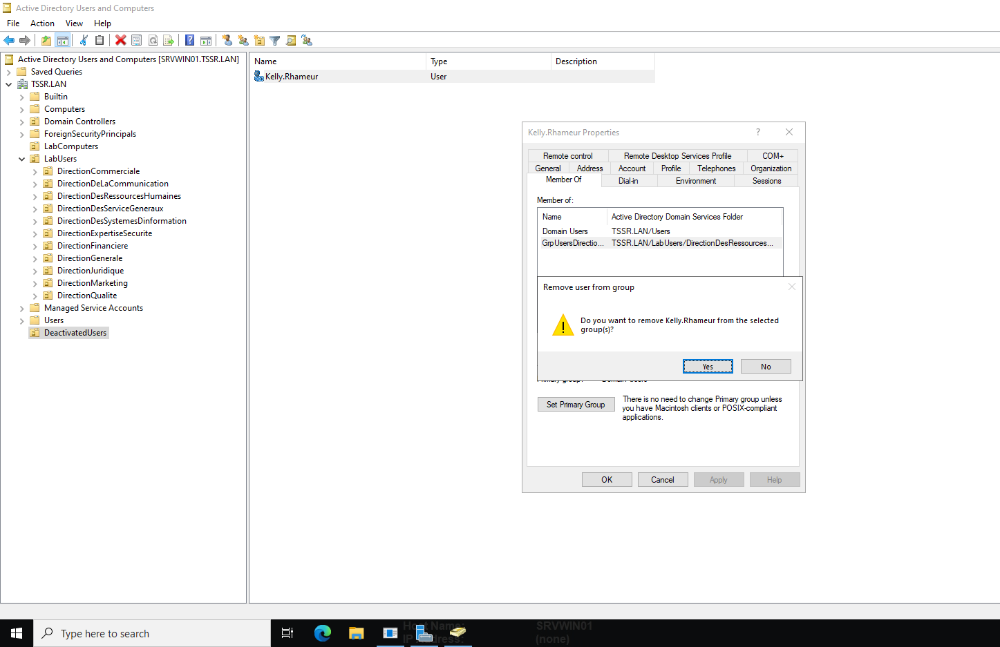 Active Directory Users and Computers
File Action View Help
Active Directory Users and Computers [SRVWIN01.TSSR.LAN]
Saved Queries
TSSR.LAN
Builtin
Computers
Domain Controllers
ForeignSecurityPrincipals
LabComputers
LabUsers
DirectionCommerciale
DirectionDeLaCommunication
DirectionDesRessourcesHumaines
DirectionDesServiceGeneraux
DirectionDesSystemesDinformation
DirectionExpertiseSecurite
DirectionFinanciere
DirectionGenerale
DirectionJuridique
DirectionMarketing
DirectionQualite
Managed Service Accounts
Users
DeactivatedUsers
Name Type Description
Kelly.Rhameur User
Kelly.Rhameur Properties
Remote control Remote Desktop Services Profile COM+
General Address Account Profile Telephones Organization
Member Of Dial-in Environment Sessions
Member of:
Name Active Directory Domain Services Folder
Domain Users TSSR.LAN/Users
GrpUsersDirectio... TSSR.LAN/LabUsers/DirectionDesRessources...
Remove user from group
Do you want to remove Kelly.Rhameur from the selected
group(s)?
Yes No
Primary group: Domain Users
Set Primary Group
There is no need to change Primary group unless
you have Macintosh clients or POSIX-compliant
applications.
OK Cancel Apply Help
Type here to search
Host Name: SRVWIN01
IP Address: (none)